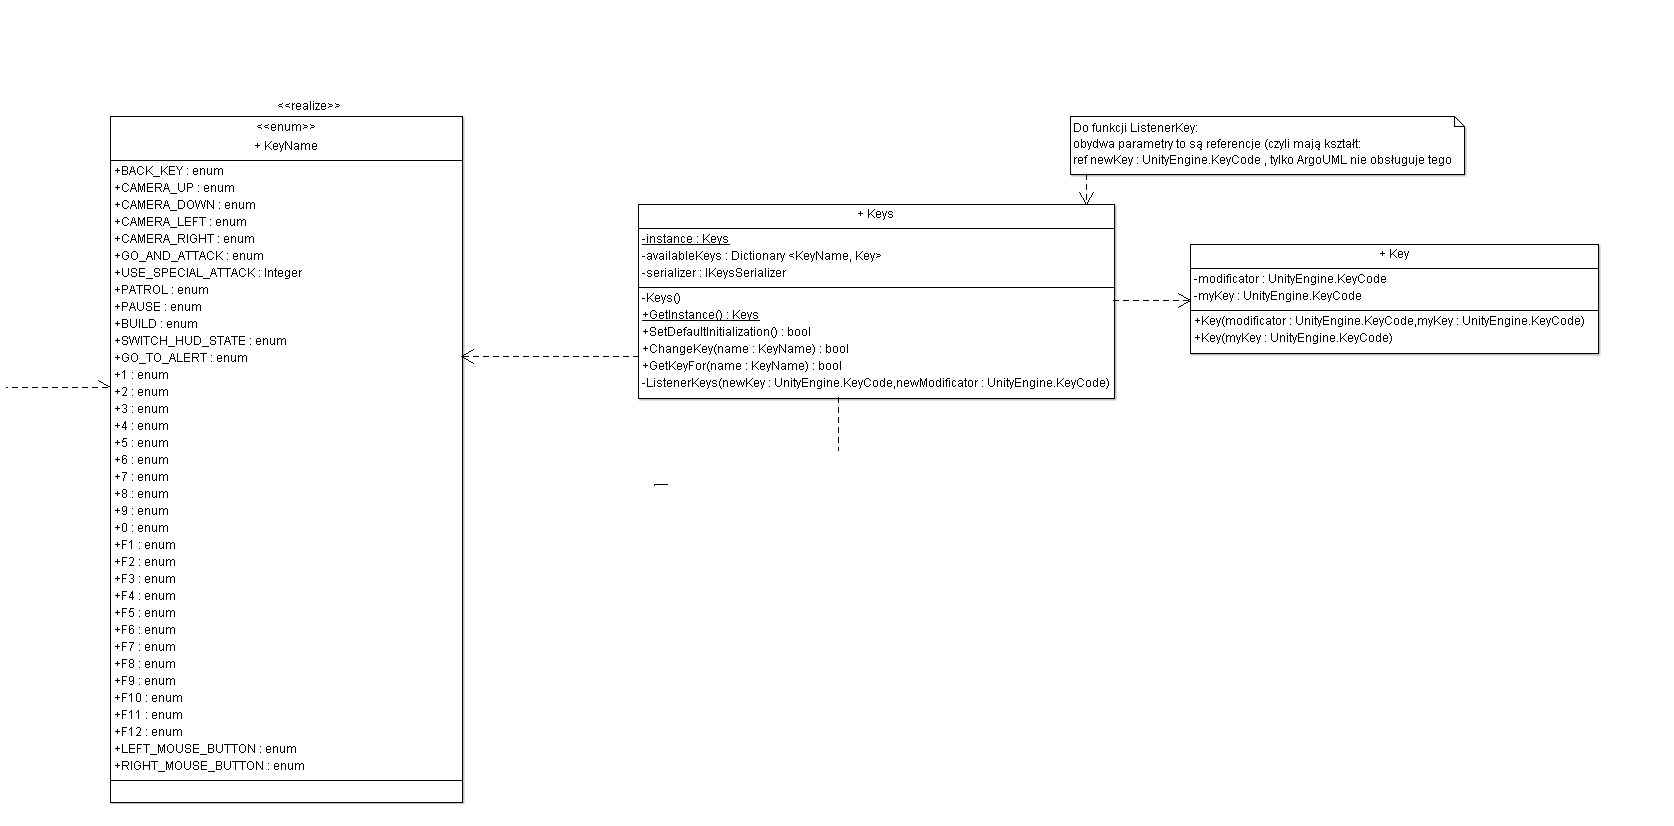 <<realize>>
<<enum>>
+ KeyName
+BACK_KEY : enum
+CAMERA_UP : enum
+CAMERA_DOWN : enum
+CAMERA_LEFT : enum
+CAMERA_RIGHT : enum
+GO_AND_ATTACK : enum
+USE_SPECIAL_ATTACK : Integer
+PATROL : enum
+PAUSE : enum
+BUILD : enum
+SWITCH_HUD_STATE : enum
+GO_TO_ALERT : enum
+1 : enum
+2 : enum
+3 : enum
+4 : enum
+5 : enum
+6 : enum
+7 : enum
+8 : enum
+9 : enum
+0 : enum
+F1 : enum
+F2 : enum
+F3 : enum
+F4 : enum
+F5 : enum
+F6 : enum
+F7 : enum
+F8 : enum
+F9 : enum
+F10 : enum
+F11 : enum
+F12 : enum
+LEFT_MOUSE_BUTTON : enum
+RIGHT_MOUSE_BUTTON : enum
Do funkcji ListenerKey:
obydwa parametry to są referencje (czyli mają kształt:
ref newKey : UnityEngine.KeyCode , tylko ArgoUML nie obsługuje tego
+ Keys
-instance : Keys
-availableKeys : Dictionary <KeyName, Key>
-serializer : IKeysSerializer
-Keys()
+GetInstance() : Keys
+SetDefaultInitialization() : bool
+ChangeKey(name : KeyName) : bool
+GetKeyFor(name : KeyName) : bool
-ListenerKeys(newKey : UnityEngine.KeyCode,newModificator : UnityEngine.KeyCode)
+ Key
-modificator : UnityEngine.KeyCode
-myKey : UnityEngine.KeyCode
+Key(modificator : UnityEngine.KeyCode,myKey : UnityEngine.KeyCode)
+Key(myKey : UnityEngine.KeyCode)